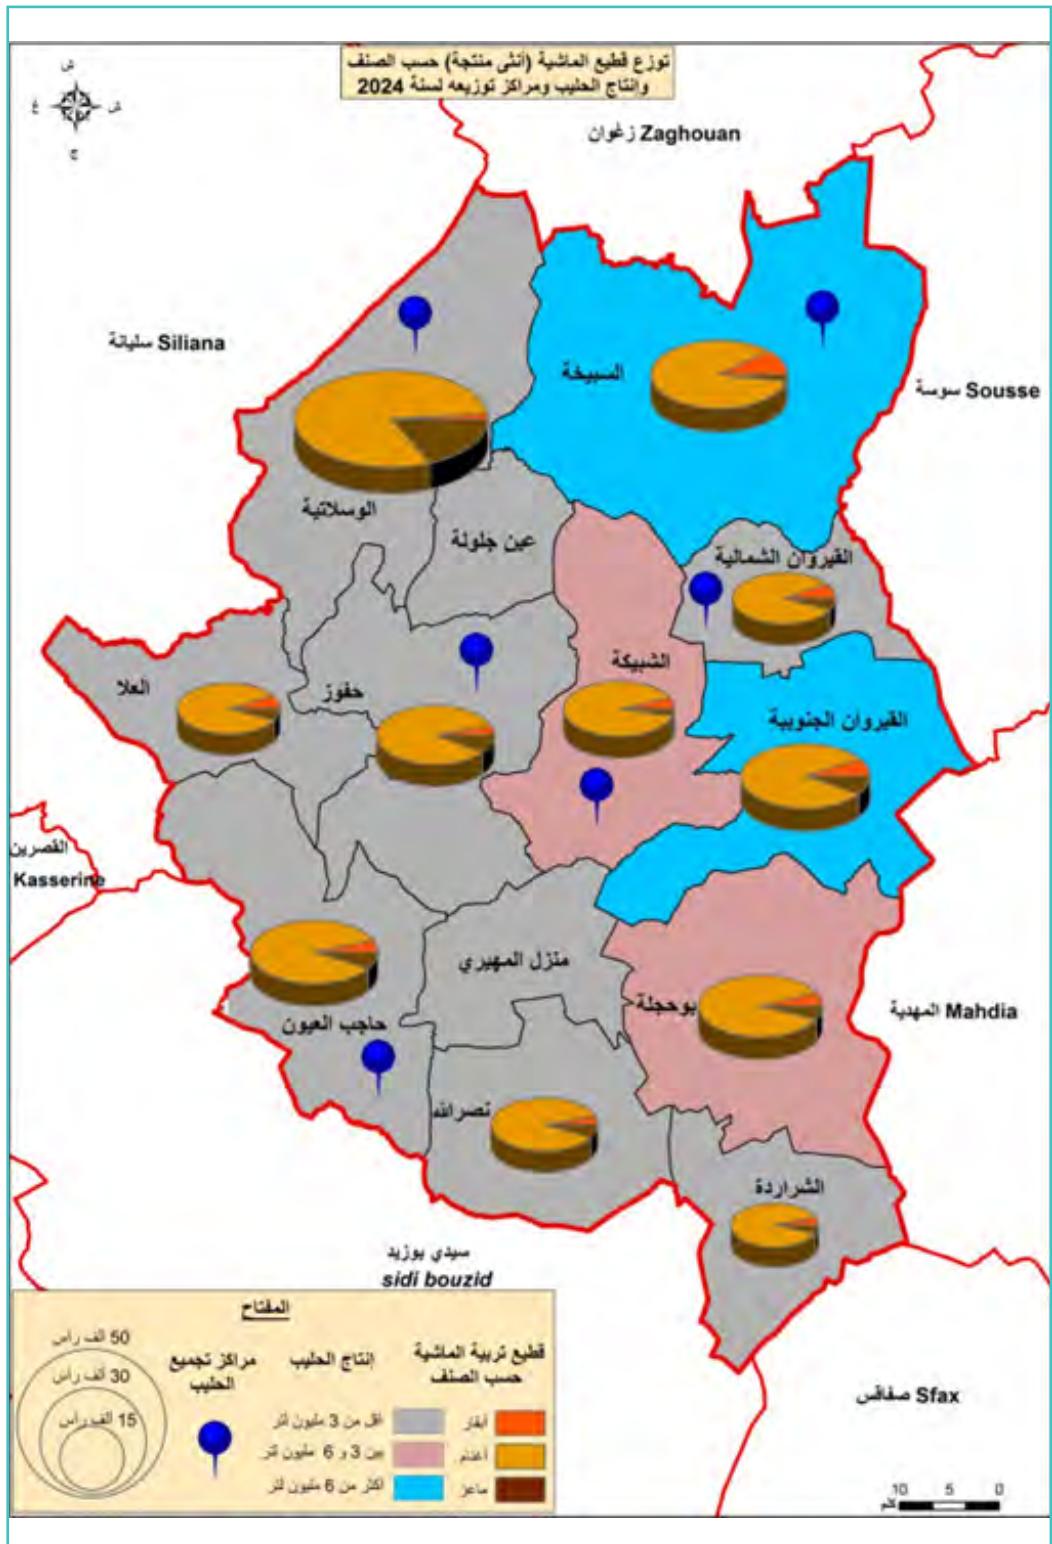 توزع قطيع الماشية (أنثى منتجة) حسب الصنف
وإنتاج الحليب ومراكز توزيعه لسنة 2024
ش
غ
ش
ج
زغوان Zaghouan
سليانة Siliana
السبيخة
سوسة Sousse
الوسلاتية
عين جلولة
القيروان الشمالية
العلا
حفوز
الشبيكة
القيروان الجنوبية
القصرين
Kasserine
منزل المهيري
حاجب العيون
بوحجلة
المهدية Mahdia
نصرالله
الشراردة
سيدي بوزيد
sidi bouzid
صفاقس Sfax
المفتاح
قطيع تربية الماشية
حسب الصنف
أبقار
أغنام
ماعز
إنتاج الحليب
أقل من 3 مليون لتر
بين 3 و 6 مليون لتر
أكثر من 6 مليون لتر
مراكز تجميع
الحليب
50 ألف رأس
30 ألف رأس
15 ألف رأس
10 5 0
كلم